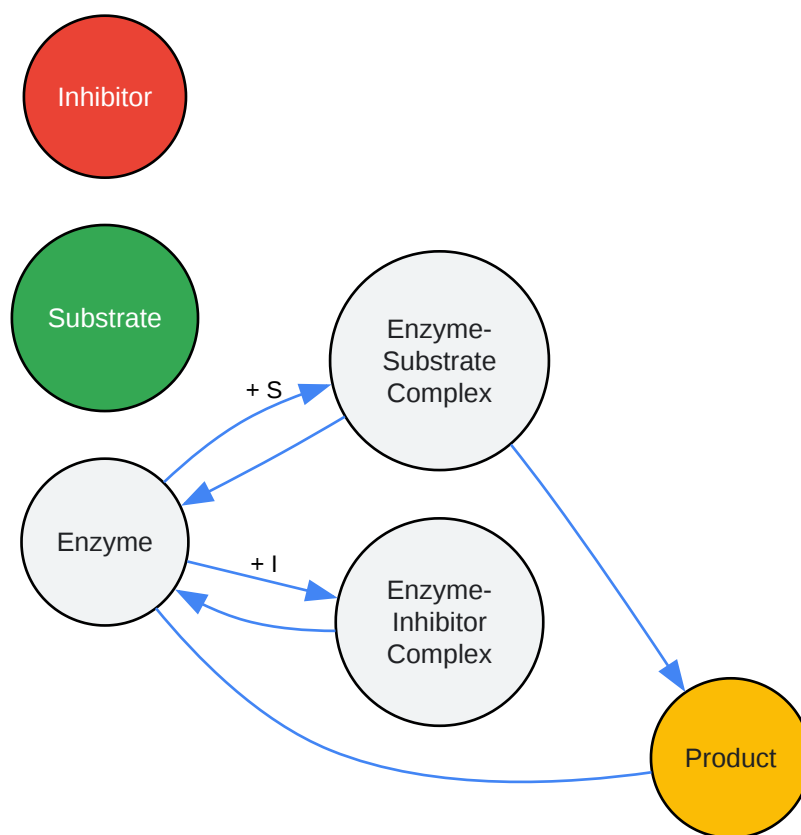 Inhibitor
Substrate
Enzyme-
Substrate
Complex
+ S
Enzyme
+ I
Enzyme-
Inhibitor
Complex
Product